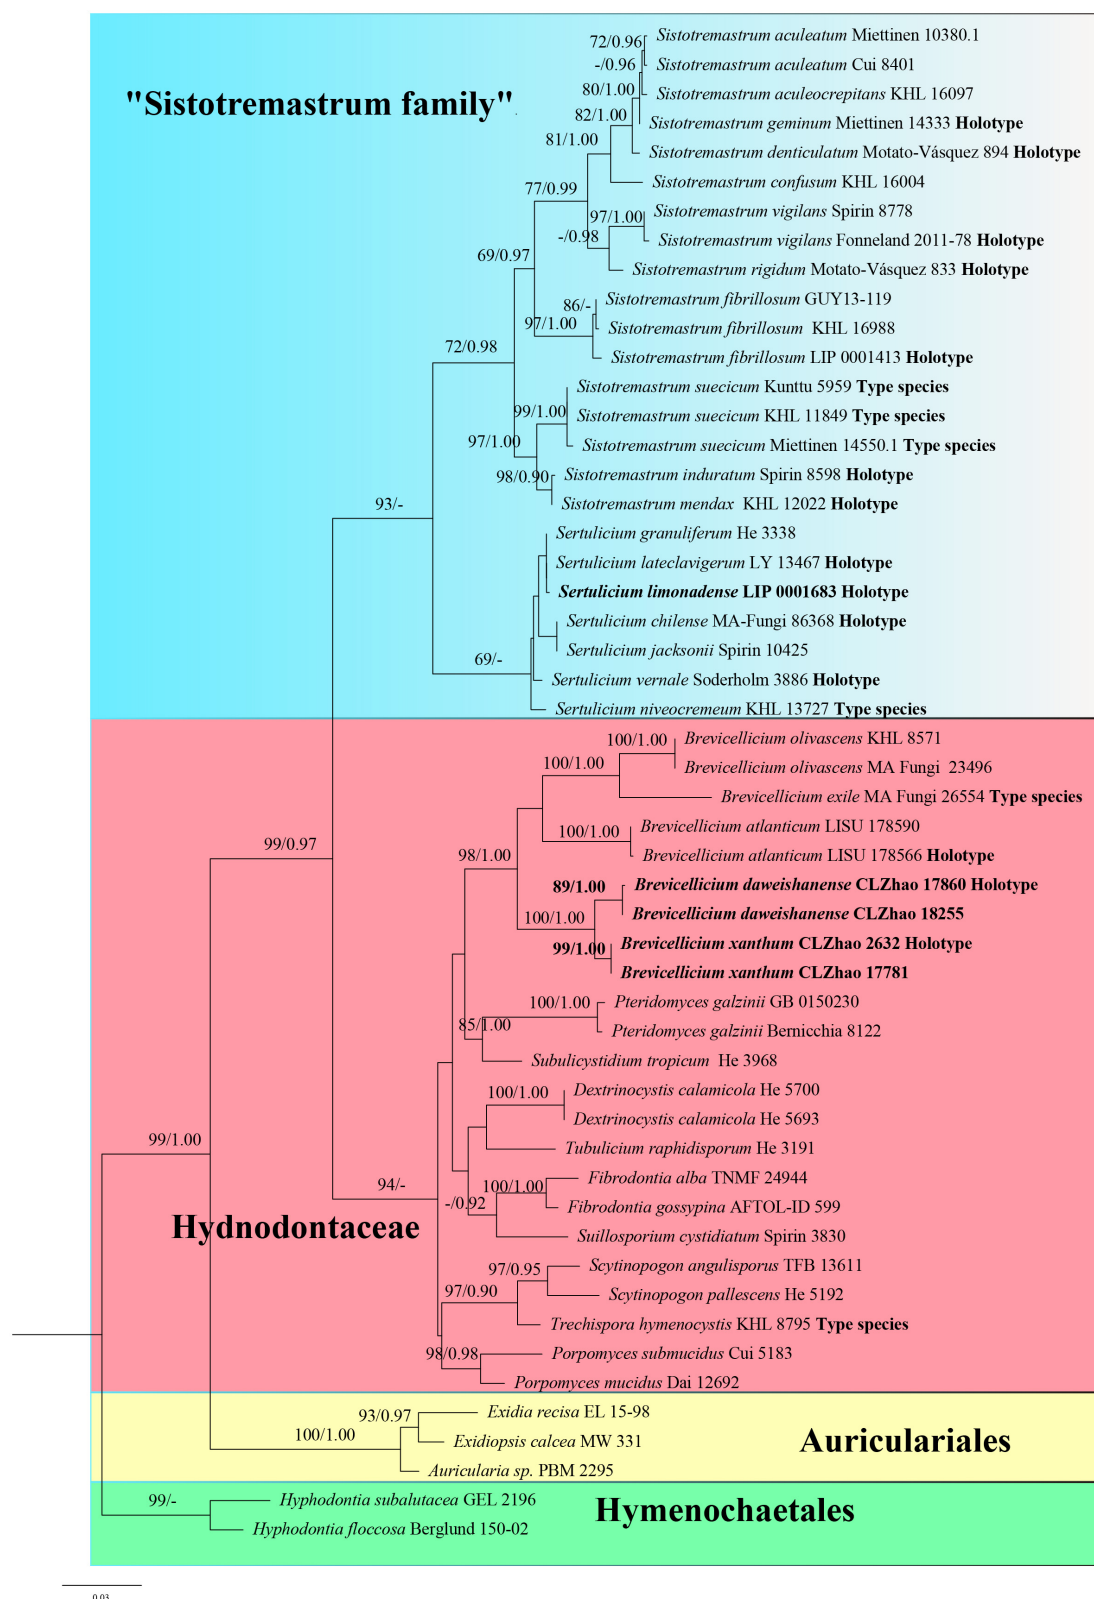 "Sistotremastrum family"
72/0.96
Sistotremastrum aculeatum Miettinen 10380.1
-/0.96
Sistotremastrum aculeatum Cui 8401
80/1.00
Sistotremastrum aculeocrepitans KHL 16097
82/1.00
Sistotremastrum geminum Miettinen 14333 Holotype
81/1.00
Sistotremastrum denticulatum Motato-Vásquez 894 Holotype
Sistotremastrum confusum KHL 16004
77/0.99
Sistotremastrum vigilans Spirin 8778
97/1.00
-/0.98
Sistotremastrum vigilans Fonneland 2011-78 Holotype
69/0.97
Sistotremastrum rigidum Motato-Vásquez 833 Holotype
Sistotremastrum fibrillosum GUY13-119
86/-
97/1.00
Sistotremastrum fibrillosum KHL 16988
72/0.98
Sistotremastrum fibrillosum LIP 0001413 Holotype
Sistotremastrum suecicum Kunttu 5959 Type species
99/1.00
Sistotremastrum suecicum KHL 11849 Type species
97/1.00
Sistotremastrum suecicum Miettinen 14550.1 Type species
98/0.90
Sistotremastrum induratum Spirin 8598 Holotype
93/-
Sistotremastrum mendax KHL 12022 Holotype
Sertulicium granuliferum He 3338
Sertulicium lateclavigerum LY 13467 Holotype
Sertulicium limonadense LIP 0001683 Holotype
Sertulicium chilense MA-Fungi 86368 Holotype
Sertulicium jacksonii Spirin 10425
69/-
Sertulicium vernale Soderholm 3886 Holotype
Sertulicium niveocremeum KHL 13727 Type species
100/1.00
Brevicellicium olivascens KHL 8571
100/1.00
Brevicellicium olivascens MA Fungi 23496
Brevicellicium exile MA Fungi 26554 Type species
100/1.00
Brevicellicium atlanticum LISU 178590
99/0.97
98/1.00
Brevicellicium atlanticum LISU 178566 Holotype
89/1.00
Brevicellicium daweishanense CLZhao 17860 Holotype
100/1.00
Brevicellicium daweishanense CLZhao 18255
99/1.00
Brevicellicium xanthum CLZhao 2632 Holotype
Brevicellicium xanthum CLZhao 17781
100/1.00
Pteridomyces galzinii GB 0150230
85/1.00
Pteridomyces galzinii Bernicchia 8122
Subulicystidium tropicum He 3968
100/1.00
Dextrinocystis calamicola He 5700
Dextrinocystis calamicola He 5693
99/1.00
Tubulicium raphidisporum He 3191
94/-
100/1.00
Fibrodontia alba TNMF 24944
-/0.92
Fibrodontia gossypina AFTOL-ID 599
Hydnodontaceae
Suillosporium cystidiatum Spirin 3830
97/0.95
Scytinopogon angulisporus TFB 13611
97/0.90
Scytinopogon pallescens He 5192
Trechispora hymenocystis KHL 8795 Type species
98/0.98
Porpomyces submucidus Cui 5183
Porpomyces mucidus Dai 12692
93/0.97
Exidia recisa EL 15-98
100/1.00
Exidiopsis calcea MW 331
Auriculariales
Auricularia sp. PBM 2295
99/-
Hyphodontia subalutacea GEL 2196
Hymenochaetales
Hyphodontia floccosa Berglund 150-02
0.03